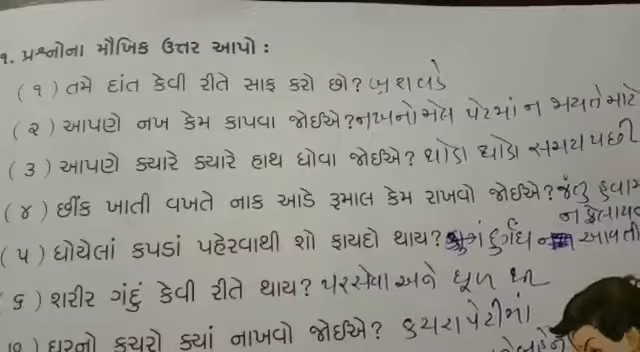 ૧. પ્રશ્નોના મૌખિક ઉત્તર આપો :
(૧) તમે દાંત કેવી રીતે સાફ કરો છો? બ્રશ વડે
(૨) આપણે નખ કેમ કાપવા જોઈએ? નખનો મેલ પેટમાં ન જાય તે માટે
(૩) આપણે ક્યારે ક્યારે હાથ ધોવા જોઈએ? થોડા થોડા સમય પછી
(૪) છીંક ખાતી વખતે નાક આડે રૂમાલ કેમ રાખવો જોઈએ? જંતુ હવામાં
ન ફેલાય
(૫) ધોયેલાં કપડાં પહેરવાથી શો ફાયદો થાય? દુર્ગંધ ન આવતી
૬) શરીર ગંદું કેવી રીતે થાય? પરસેવા અને ધૂળ
ઘરનો કચરો ક્યાં નાખવો જોઈએ? કચરાપેટીમાં